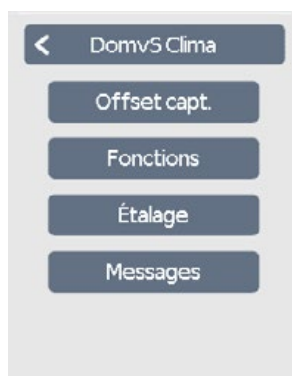 DomvS Clima
Offset capt.
Fonctions
Étalage
Messages